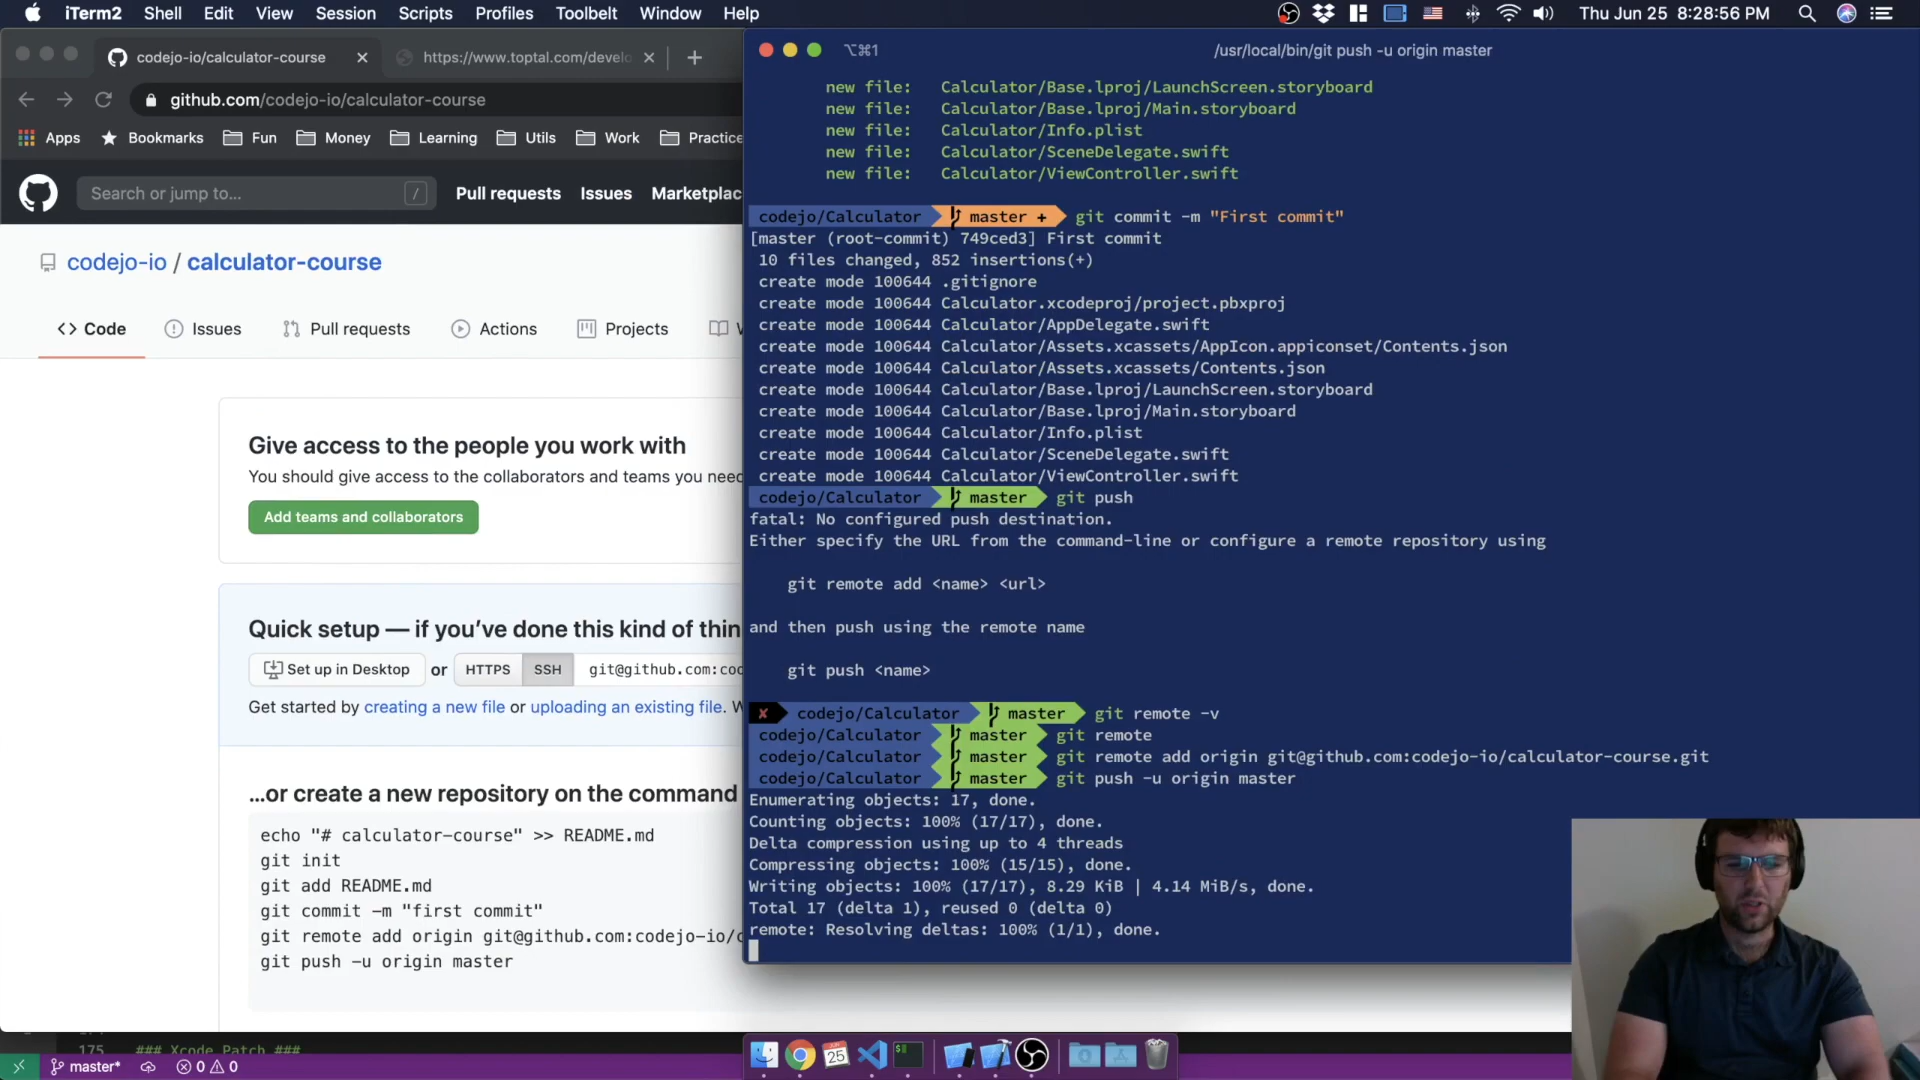 iTerm2 Shell Edit View Session Scripts Profiles Toolbelt Window Help
Thu Jun 25 8:28:56 PM
codejo-io/calculator-course
https://www.toptal.com/develo
github.com/codejo-io/calculator-course
Apps Bookmarks Fun Money Learning Utils Work Practice
Search or jump to... /
Pull requests Issues Marketplac
codejo-io / calculator-course
Code Issues Pull requests Actions Projects W
Give access to the people you work with
You should give access to the collaborators and teams you need
Add teams and collaborators
Quick setup — if you’ve done this kind of thin
Set up in Desktop or HTTPS SSH git@github.com:coc
Get started by creating a new file or uploading an existing file. W
...or create a new repository on the command
echo "# calculator-course" >> README.md
git init
git add README.md
git commit -m "first commit"
git remote add origin git@github.com:codejo-io/c
git push -u origin master
175 ### Xcode Patch ###
master* 0 0
⌥⌘1 /usr/local/bin/git push -u origin master
new file: Calculator/Base.lproj/LaunchScreen.storyboard
new file: Calculator/Base.lproj/Main.storyboard
new file: Calculator/Info.plist
new file: Calculator/SceneDelegate.swift
new file: Calculator/ViewController.swift
codejo/Calculator master + git commit -m "First commit"
[master (root-commit) 749ced3] First commit
10 files changed, 852 insertions(+)
create mode 100644 .gitignore
create mode 100644 Calculator.xcodeproj/project.pbxproj
create mode 100644 Calculator/AppDelegate.swift
create mode 100644 Calculator/Assets.xcassets/AppIcon.appiconset/Contents.json
create mode 100644 Calculator/Assets.xcassets/Contents.json
create mode 100644 Calculator/Base.lproj/LaunchScreen.storyboard
create mode 100644 Calculator/Base.lproj/Main.storyboard
create mode 100644 Calculator/Info.plist
create mode 100644 Calculator/SceneDelegate.swift
create mode 100644 Calculator/ViewController.swift
codejo/Calculator master git push
fatal: No configured push destination.
Either specify the URL from the command-line or configure a remote repository using
git remote add <name> <url>
and then push using the remote name
git push <name>
✘ codejo/Calculator master git remote -v
codejo/Calculator master git remote
codejo/Calculator master git remote add origin git@github.com:codejo-io/calculator-course.git
codejo/Calculator master git push -u origin master
Enumerating objects: 17, done.
Counting objects: 100% (17/17), done.
Delta compression using up to 4 threads
Compressing objects: 100% (15/15), done.
Writing objects: 100% (17/17), 8.29 KiB | 4.14 MiB/s, done.
Total 17 (delta 1), reused 0 (delta 0)
remote: Resolving deltas: 100% (1/1), done.
JUN
25